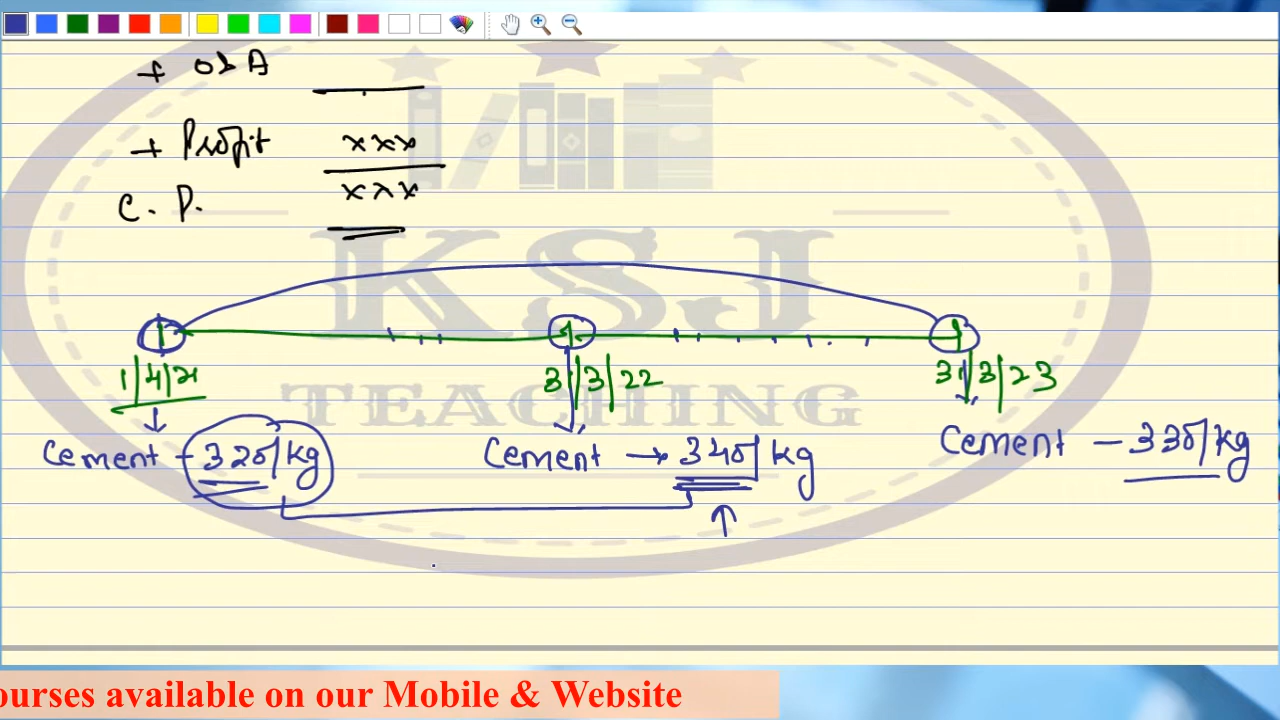 + O&A
+ Profit xxx
C. P. xxx
KSJ
TEACHING
1|4|21 31|3|22 31|3|23
Cement - 320/kg Cement → 340/kg Cement - 330/kg
ourses available on our Mobile & Website